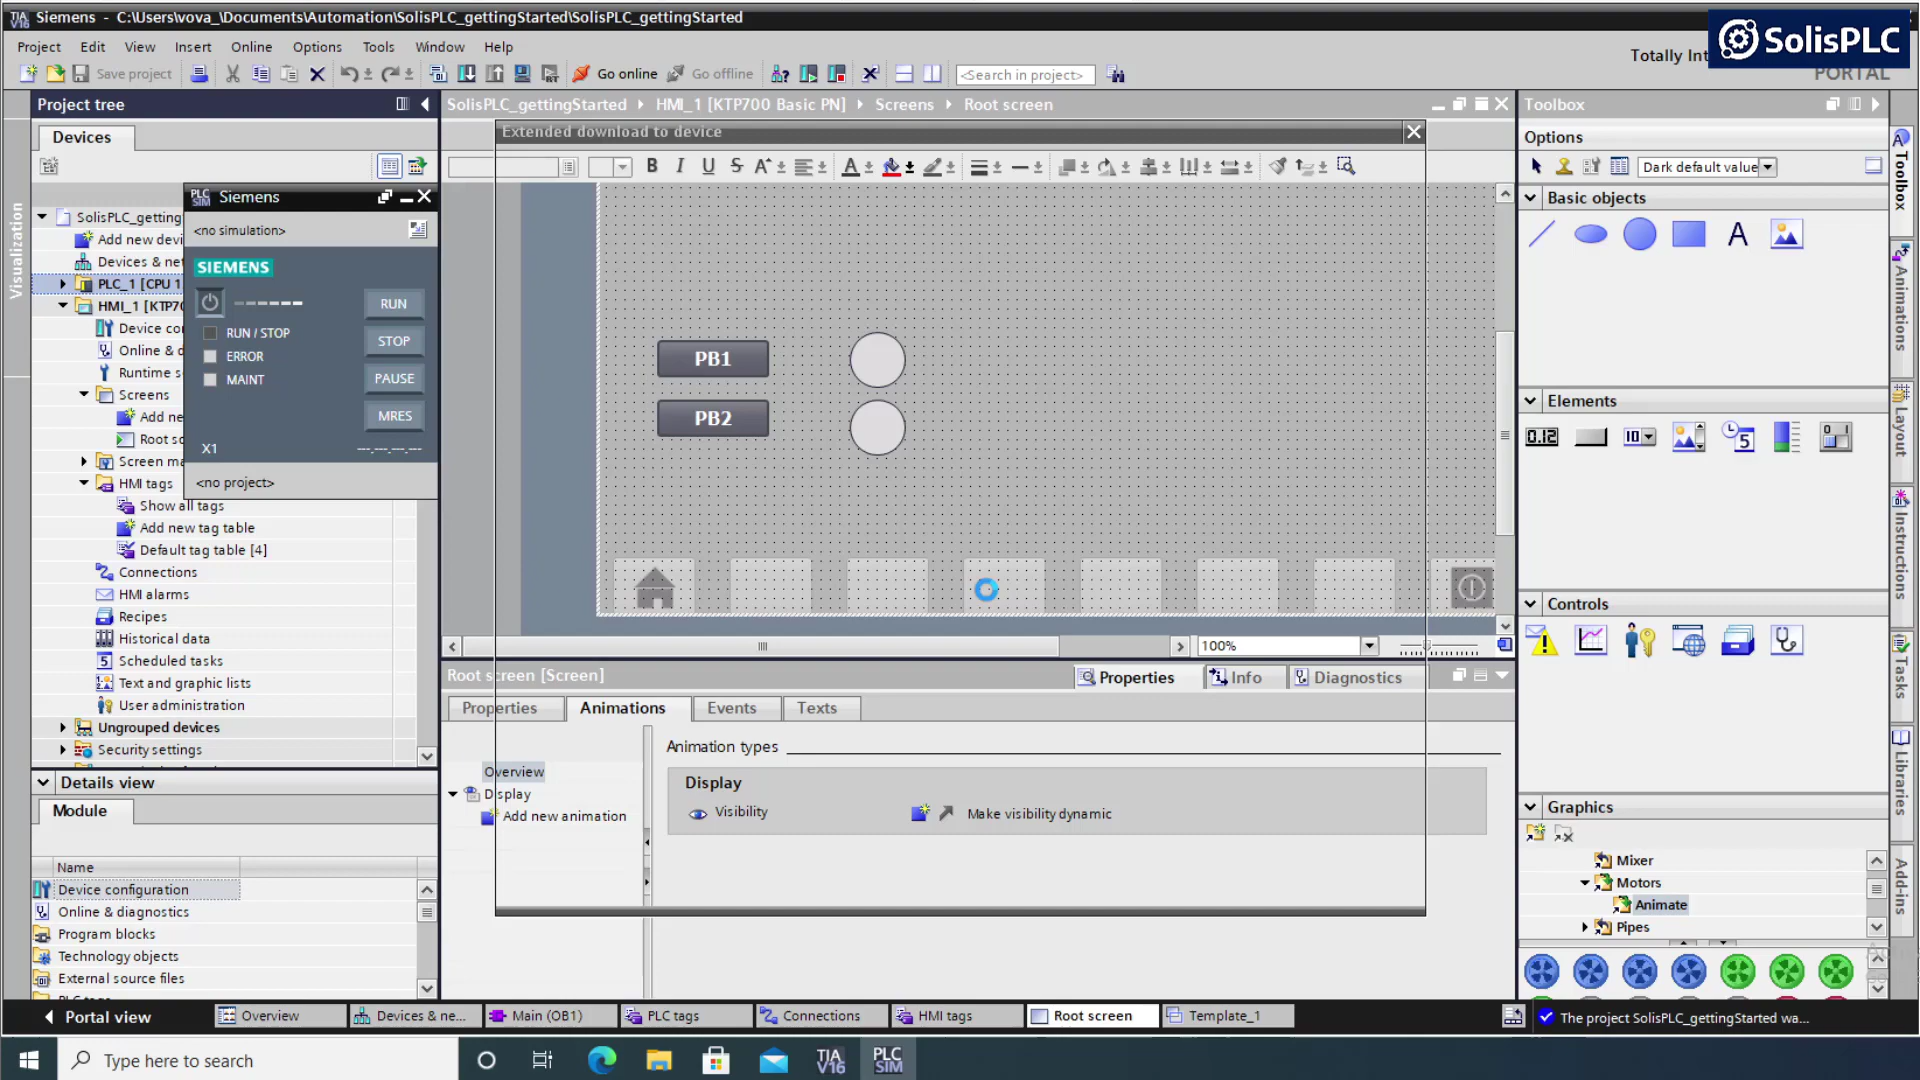 Siemens - C:\Users\vova_\Documents\Automation\SolisPLC_gettingStarted\SolisPLC_gettingStarted
SolisPLC
Project Edit View Insert Online Options Tools Window Help
Totally Int
PORTAL
Save project
Go online
Go offline
<Search in project>
Project tree
SolisPLC_gettingStarted HMI_1 [KTP700 Basic PN] Screens Root screen
Toolbox
Devices
Extended download to device
Options
B I U S A A
Dark default value
Visualization
PLC SIM Siemens
<no simulation>
SIEMENS
RUN
RUN / STOP
STOP
ERROR
MAINT
PAUSE
MRES
X1
<no project>
SolisPLC_getting
Add new devi
Devices & net
PLC_1 [CPU 1
HMI_1 [KTP70
Device co
Online & d
Runtime s
Screens
Add ne
Root sc
Screen ma
HMI tags
Show all tags
Add new tag table
Default tag table [4]
Connections
HMI alarms
Recipes
Historical data
Scheduled tasks
Text and graphic lists
User administration
Ungrouped devices
Security settings
PB1
PB2
100%
Basic objects
Elements
Controls
Graphics
Mixer
Motors
Animate
Pipes
Toolbox
Animations
Layout
Instructions
Tasks
Libraries
Add-ins
Root screen [Screen]
Properties Info Diagnostics
Properties Animations Events Texts
Animation types
Overview
Display
Add new animation
Display
Visibility
Make visibility dynamic
Details view
Module
Name
Device configuration
Online & diagnostics
Program blocks
Technology objects
External source files
PLC tags
Portal view
Overview
Devices & ne...
Main (OB1)
PLC tags
Connections
HMI tags
Root screen
Template_1
The project SolisPLC_gettingStarted wa...
Type here to search
TIA V16
PLC SIM